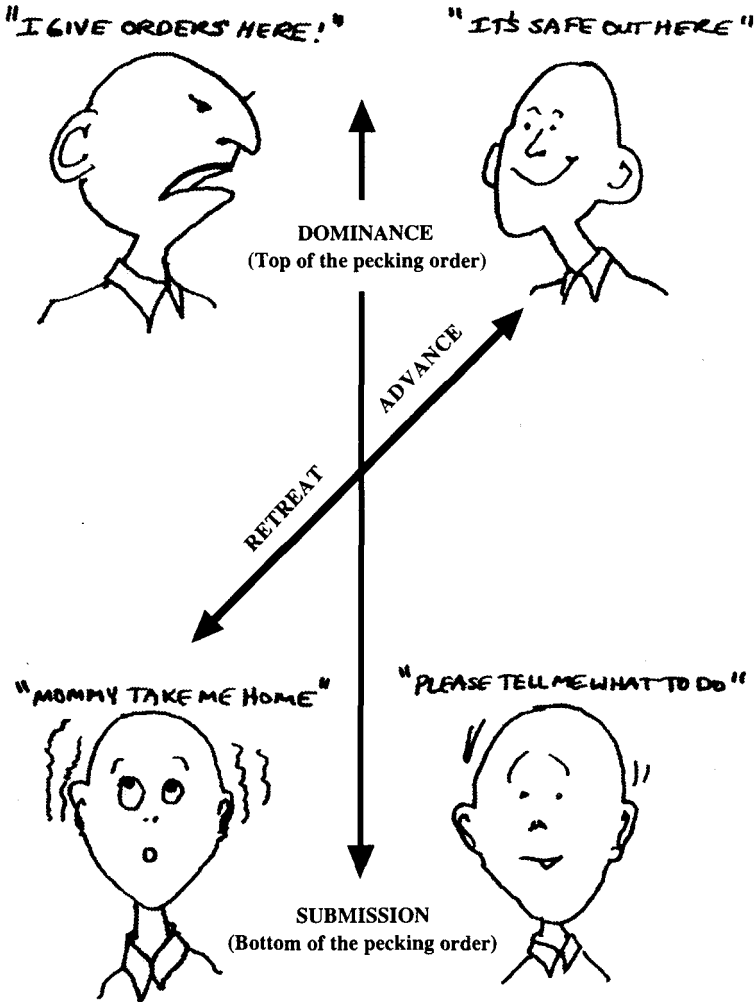 "I GIVE ORDERS HERE!"
"IT'S SAFE OUT HERE"
DOMINANCE
(Top of the pecking order)
ADVANCE
RETREAT
"MOMMY TAKE ME HOME"
"PLEASE TELL ME WHAT TO DO"
SUBMISSION
(Bottom of the pecking order)